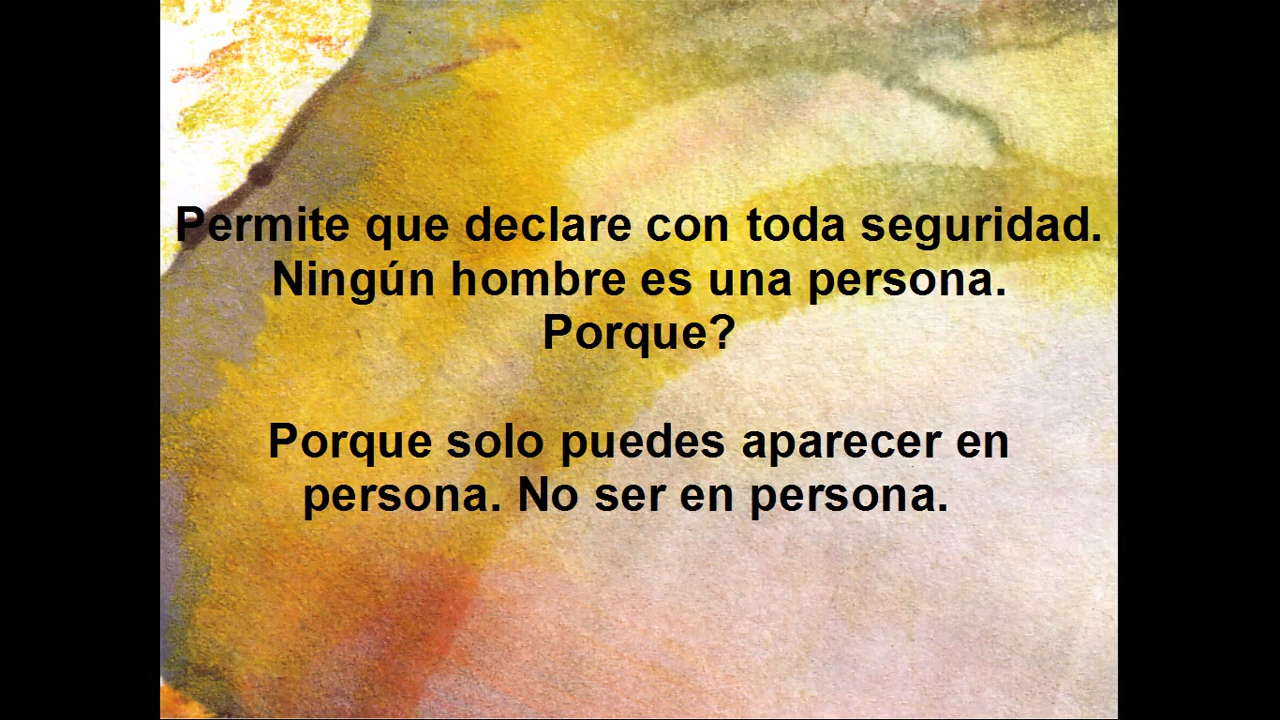 Permite que declare con toda seguridad.
Ningún hombre es una persona.
Porque?
Porque solo puedes aparecer en
persona. No ser en persona.